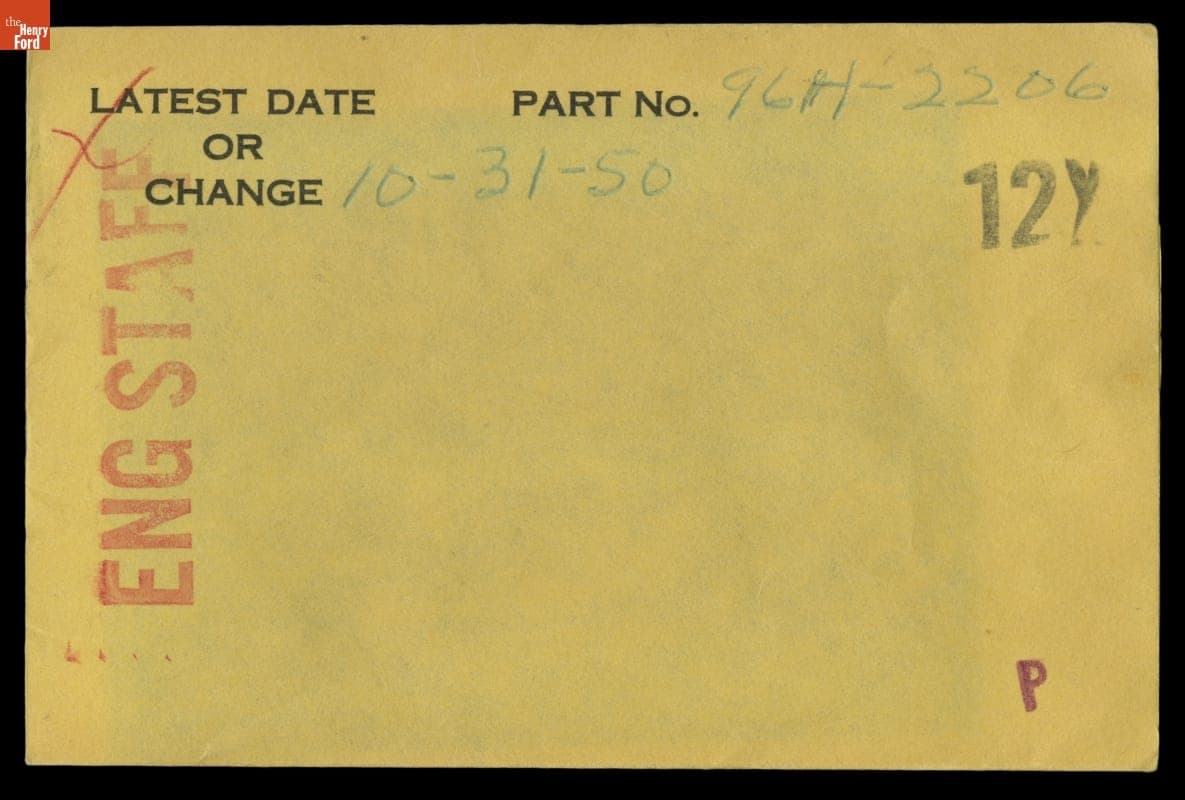 the
Henry
Ford
LATEST DATE
OR
CHANGE 10-31-50
PART No. 96H-2206
12Y
ENG STAFF
P